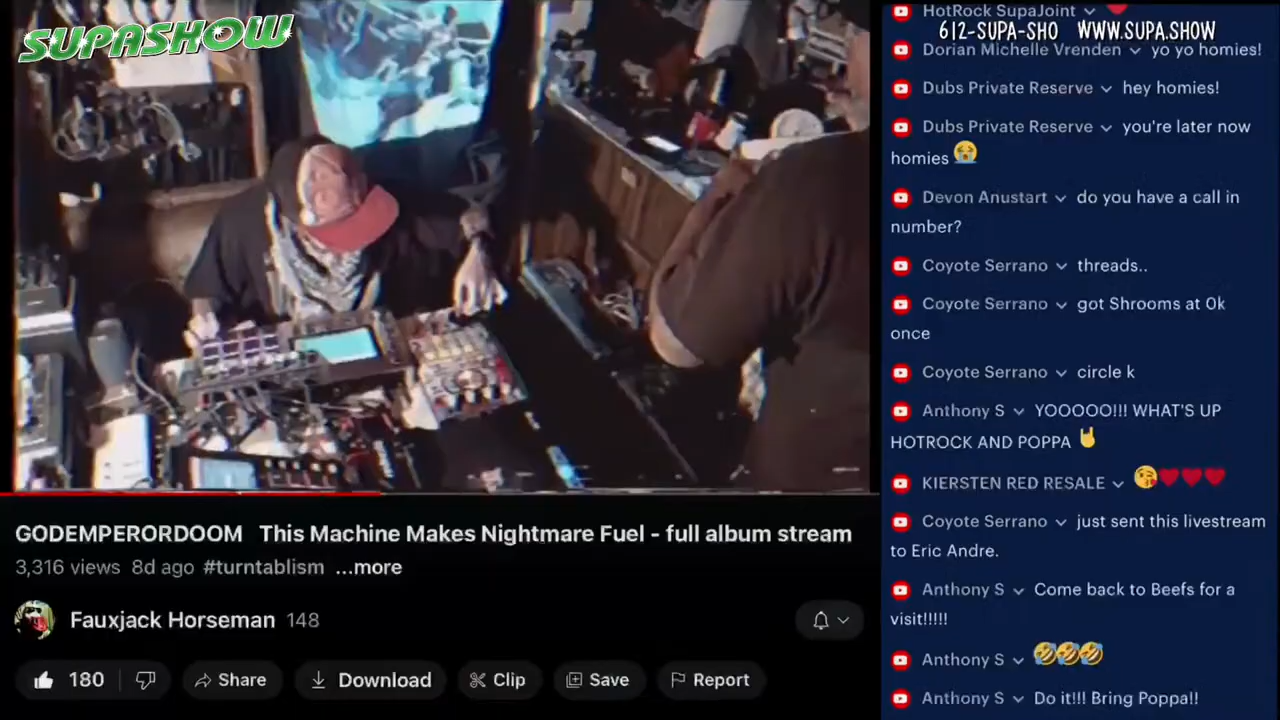 SUPASHOW
HotRock SupaJoint
612-SUPA-SHO WWW.SUPA.SHOW
Dorian Michelle Vrenden yo yo homies!
Dubs Private Reserve hey homies!
Dubs Private Reserve you're later now
homies 😭
Devon Anustart do you have a call in
number?
Coyote Serrano threads..
Coyote Serrano got Shrooms at 0k
once
Coyote Serrano circle k
Anthony S YOOOOO!!! WHAT'S UP
HOTROCK AND POPPA 🤘
KIERSTEN RED RESALE 😘❤️❤️❤️
Coyote Serrano just sent this livestream
to Eric Andre.
Anthony S Come back to Beefs for a
visit!!!!!
Anthony S 🤣🤣🤣
Anthony S Do it!!! Bring Poppa!!
GODEMPERORDOOM This Machine Makes Nightmare Fuel - full album stream
3,316 views 8d ago #turntablism ...more
Fauxjack Horseman 148
180 Share Download Clip Save Report